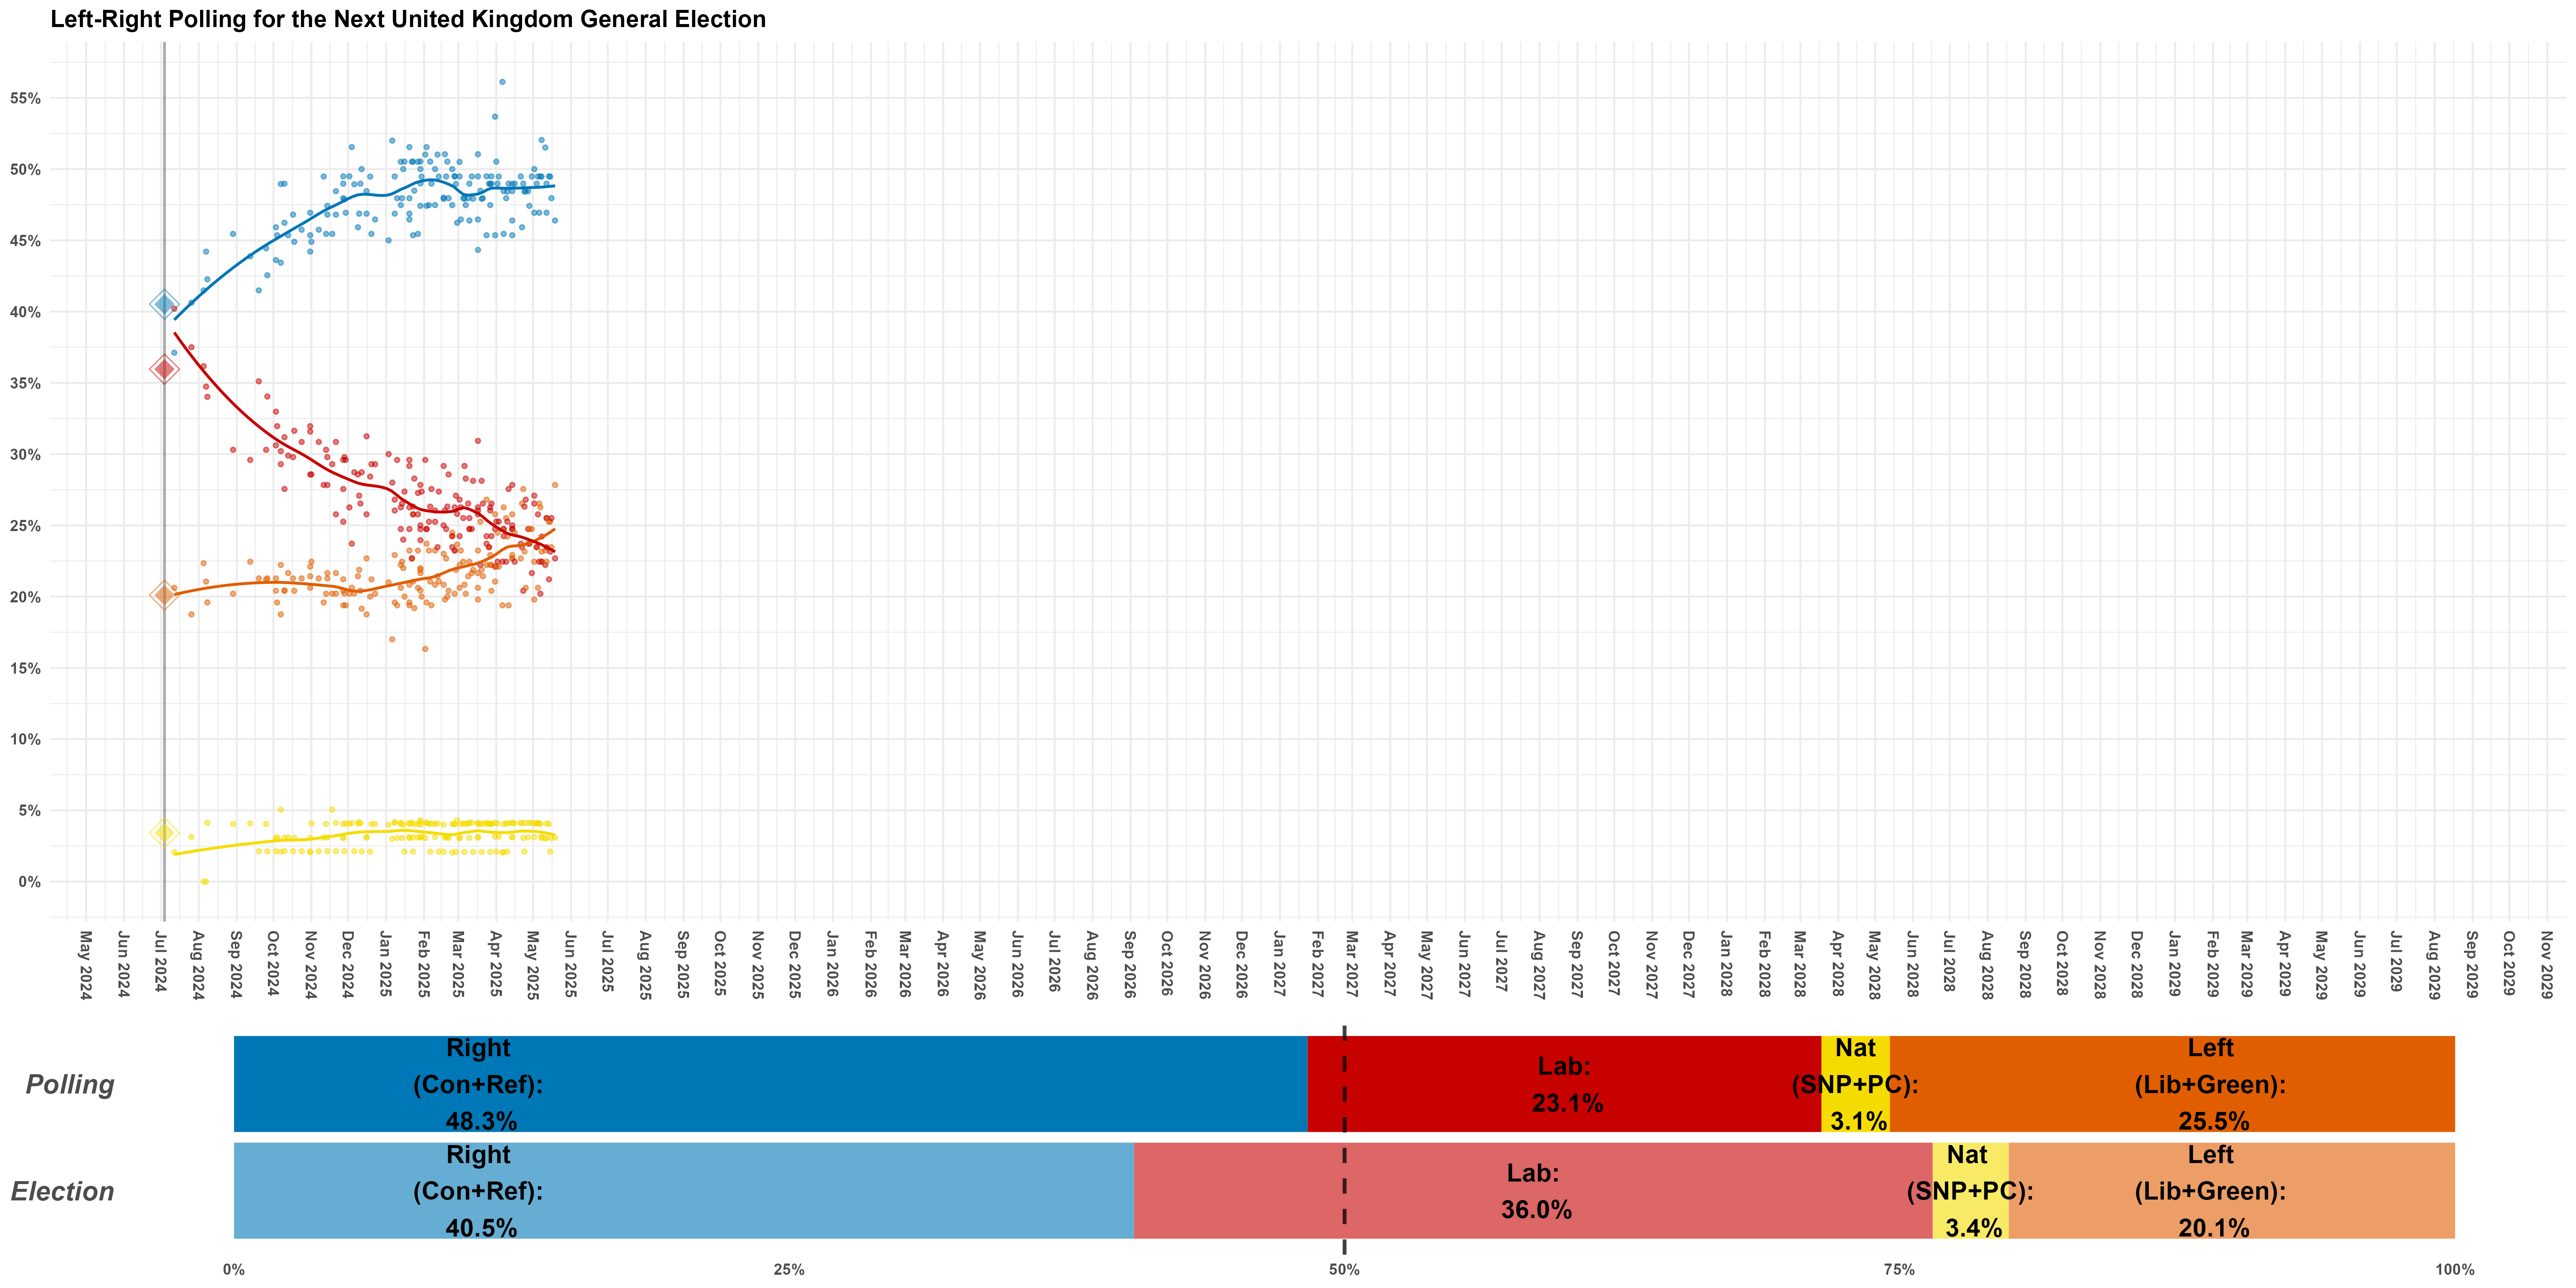 Left-Right Polling for the Next United Kingdom General Election
55%
50%
45%
40%
35%
30%
25%
20%
15%
10%
5%
0%
May 2024
Jun 2024
Jul 2024
Aug 2024
Sep 2024
Oct 2024
Nov 2024
Dec 2024
Jan 2025
Feb 2025
Mar 2025
Apr 2025
May 2025
Jun 2025
Jul 2025
Aug 2025
Sep 2025
Oct 2025
Nov 2025
Dec 2025
Jan 2026
Feb 2026
Mar 2026
Apr 2026
May 2026
Jun 2026
Jul 2026
Aug 2026
Sep 2026
Oct 2026
Nov 2026
Dec 2026
Jan 2027
Feb 2027
Mar 2027
Apr 2027
May 2027
Jun 2027
Jul 2027
Aug 2027
Sep 2027
Oct 2027
Nov 2027
Dec 2027
Jan 2028
Feb 2028
Mar 2028
Apr 2028
May 2028
Jun 2028
Jul 2028
Aug 2028
Sep 2028
Oct 2028
Nov 2028
Dec 2028
Jan 2029
Feb 2029
Mar 2029
Apr 2029
May 2029
Jun 2029
Jul 2029
Aug 2029
Sep 2029
Oct 2029
Nov 2029
Polling
Right
(Con+Ref):
48.3%
Lab:
23.1%
Nat
(SNP+PC):
3.1%
Left
(Lib+Green):
25.5%
Election
Right
(Con+Ref):
40.5%
Lab:
36.0%
Nat
(SNP+PC):
3.4%
Left
(Lib+Green):
20.1%
0%
25%
50%
75%
100%